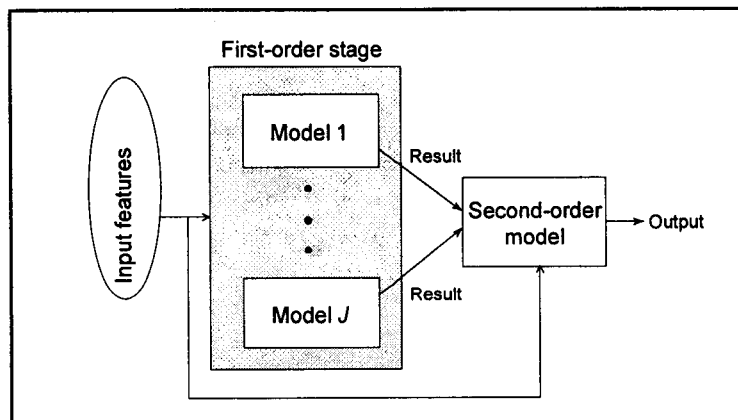 First-order stage
Input features
Model 1
Result
Second-order
model
Output
Result
Model J